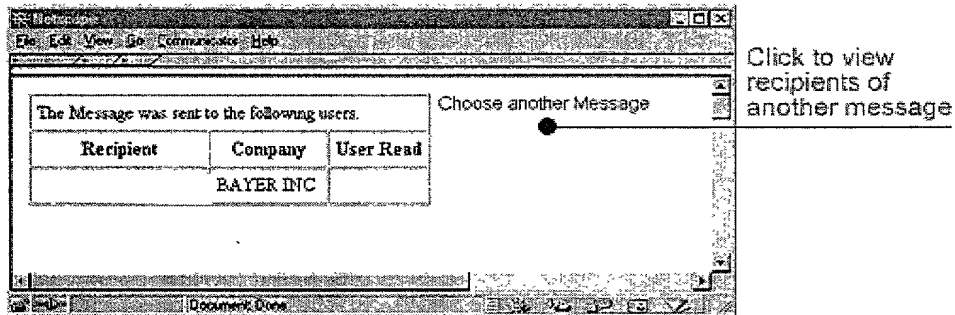 Netscape
File Edit View Go Communicator Help
The Message was sent to the following users.
Recipient Company User Read
BAYER INC
Choose another Message
Click to view
recipients of
another message
Document: Done